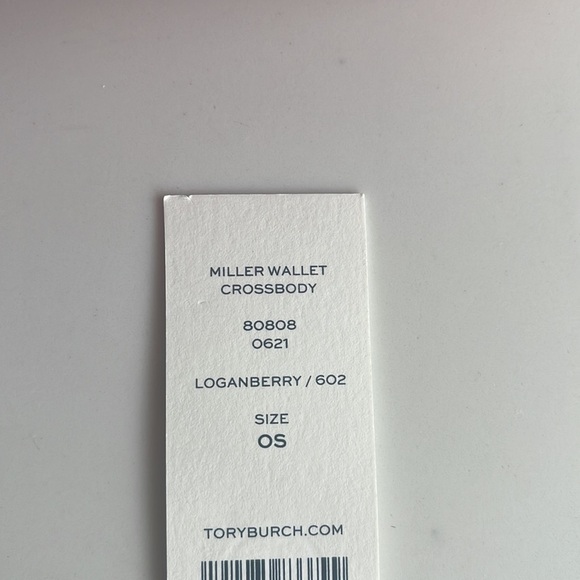 MILLER WALLET
CROSSBODY
80808
0621
LOGANBERRY / 602
SIZE
OS
TORYBURCH.COM